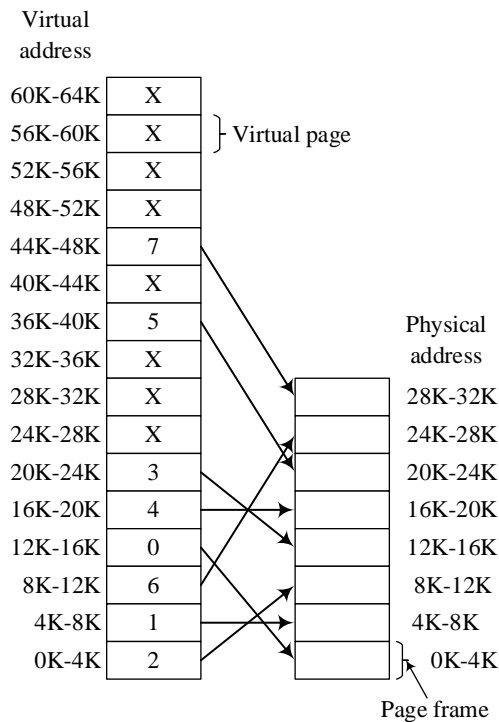 Virtual
address
60K-64K X
56K-60K X Virtual page
52K-56K X
48K-52K X
44K-48K 7
40K-44K X
36K-40K 5
Physical
address
32K-36K X
28K-32K X 28K-32K
24K-28K X 24K-28K
20K-24K 3 20K-24K
16K-20K 4 16K-20K
12K-16K 0 12K-16K
8K-12K 6 8K-12K
4K-8K 1 4K-8K
0K-4K 2 0K-4K
Page frame